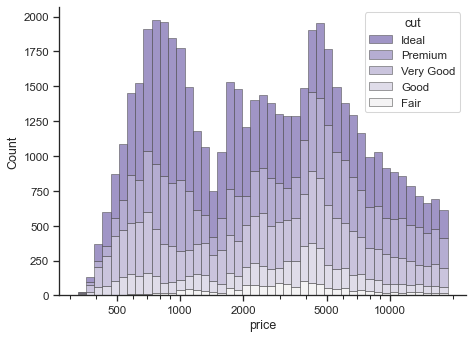 2000
1750
1500
1250
1000
750
500
250
0
Count
500
1000
2000
5000
10000
price
cut
Ideal
Premium
Very Good
Good
Fair